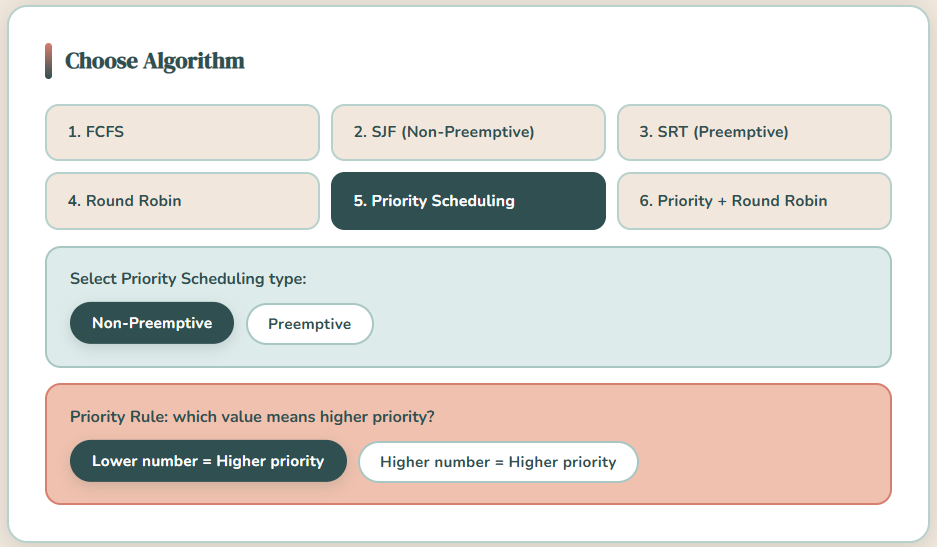 Choose Algorithm
1. FCFS
2. SJF (Non-Preemptive)
3. SRT (Preemptive)
4. Round Robin
5. Priority Scheduling
6. Priority + Round Robin
Select Priority Scheduling type:
Non-Preemptive
Preemptive
Priority Rule: which value means higher priority?
Lower number = Higher priority
Higher number = Higher priority